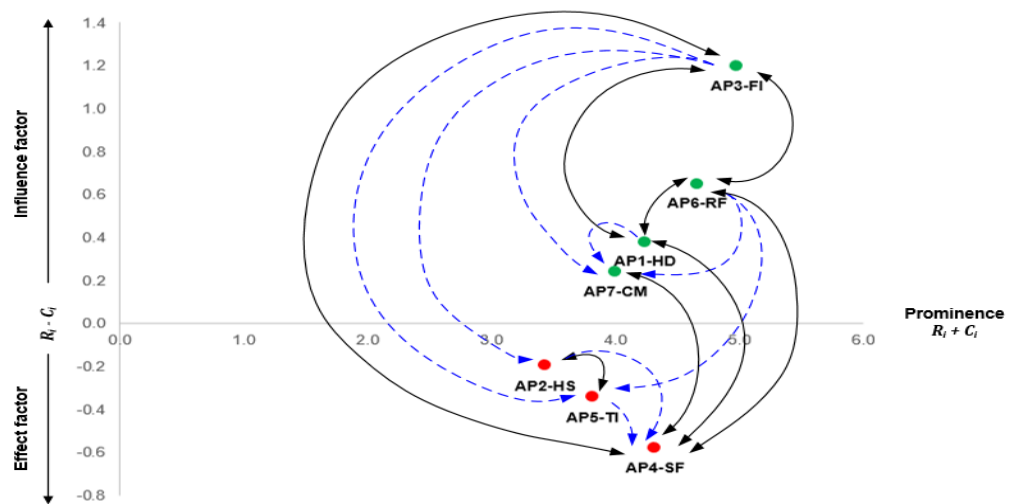 1.4
1.2
AP3-FI
1.0
0.8
Influence factor
0.6
AP6-RF
0.4
AP1-HD
0.2
AP7-CM
Prominence
Rᵢ + Cᵢ
Rᵢ - Cᵢ
0.0
0.0 1.0 2.0 3.0 4.0 5.0 6.0
-0.2
AP2-HS
-0.4
AP5-TI
Effect factor
-0.6
AP4-SF
-0.8